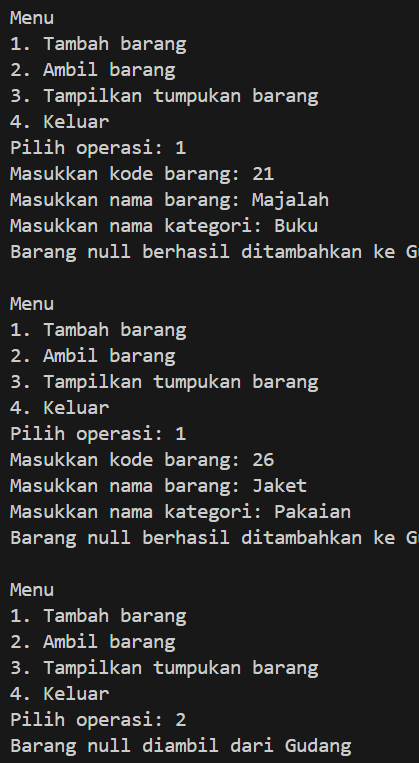 Menu
1. Tambah barang
2. Ambil barang
3. Tampilkan tumpukan barang
4. Keluar
Pilih operasi: 1
Masukkan kode barang: 21
Masukkan nama barang: Majalah
Masukkan nama kategori: Buku
Barang null berhasil ditambahkan ke
Menu
1. Tambah barang
2. Ambil barang
3. Tampilkan tumpukan barang
4. Keluar
Pilih operasi: 1
Masukkan kode barang: 26
Masukkan nama barang: Jaket
Masukkan nama kategori: Pakaian
Barang null berhasil ditambahkan ke
Menu
1. Tambah barang
2. Ambil barang
3. Tampilkan tumpukan barang
4. Keluar
Pilih operasi: 2
Barang null diambil dari Gudang